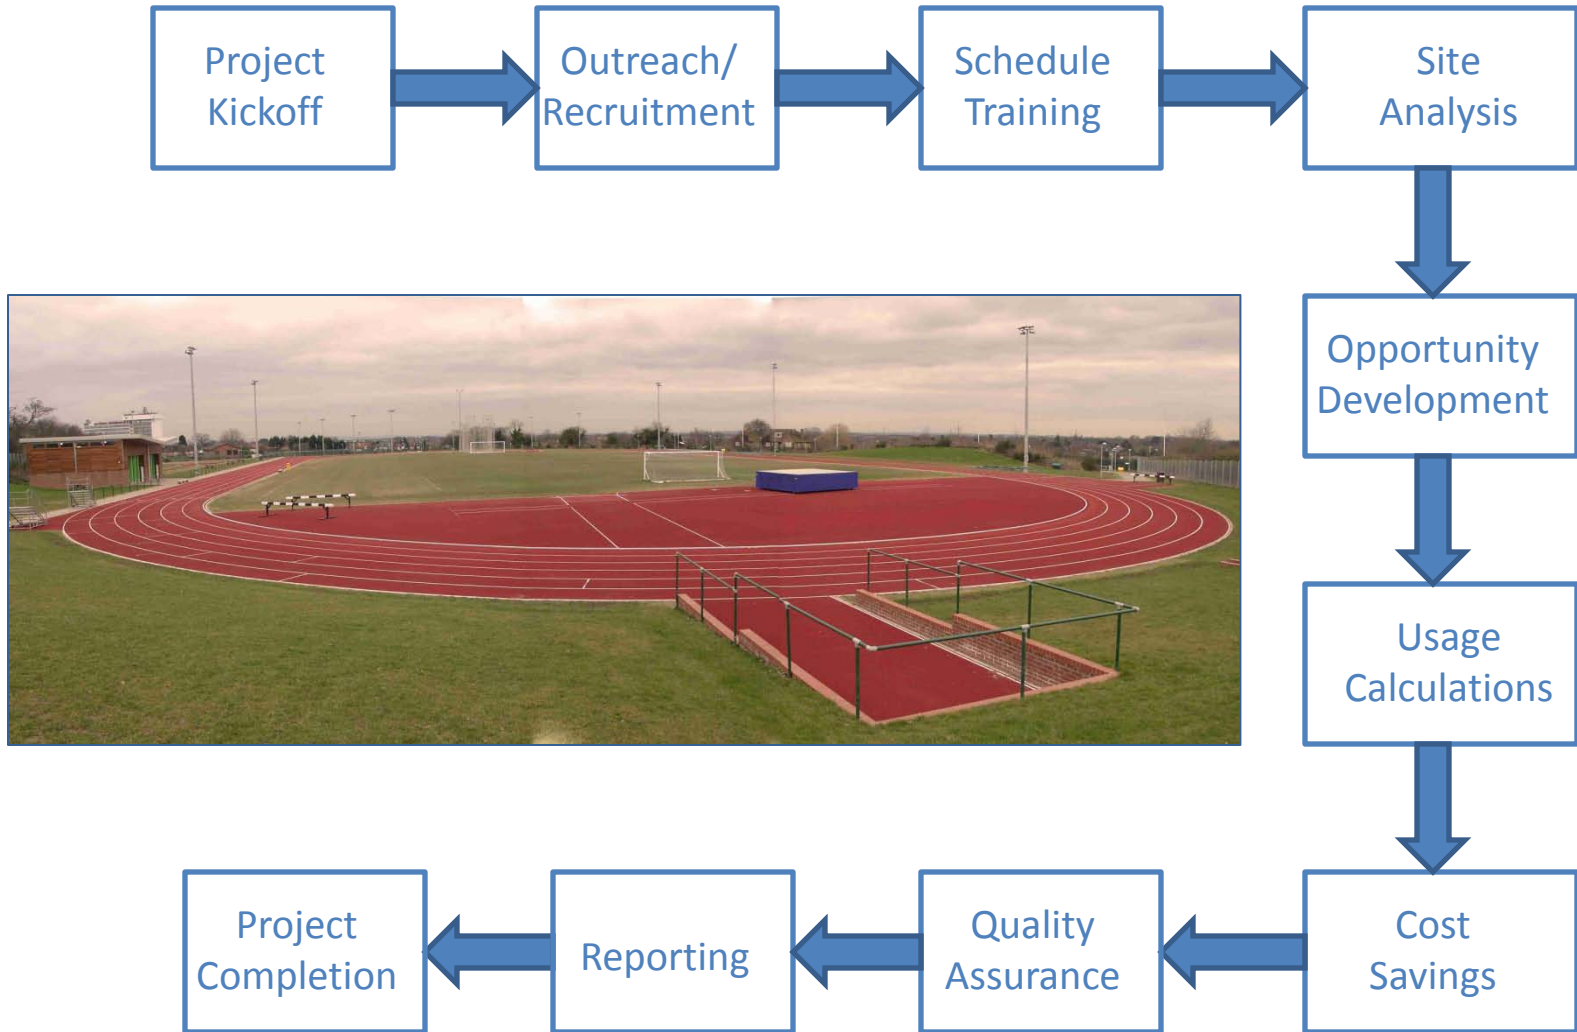 Project
Kickoff
Outreach/
Recruitment
Schedule
Training
Site
Analysis
Opportunity
Development
Usage
Calculations
Cost
Savings
Quality
Assurance
Reporting
Project
Completion